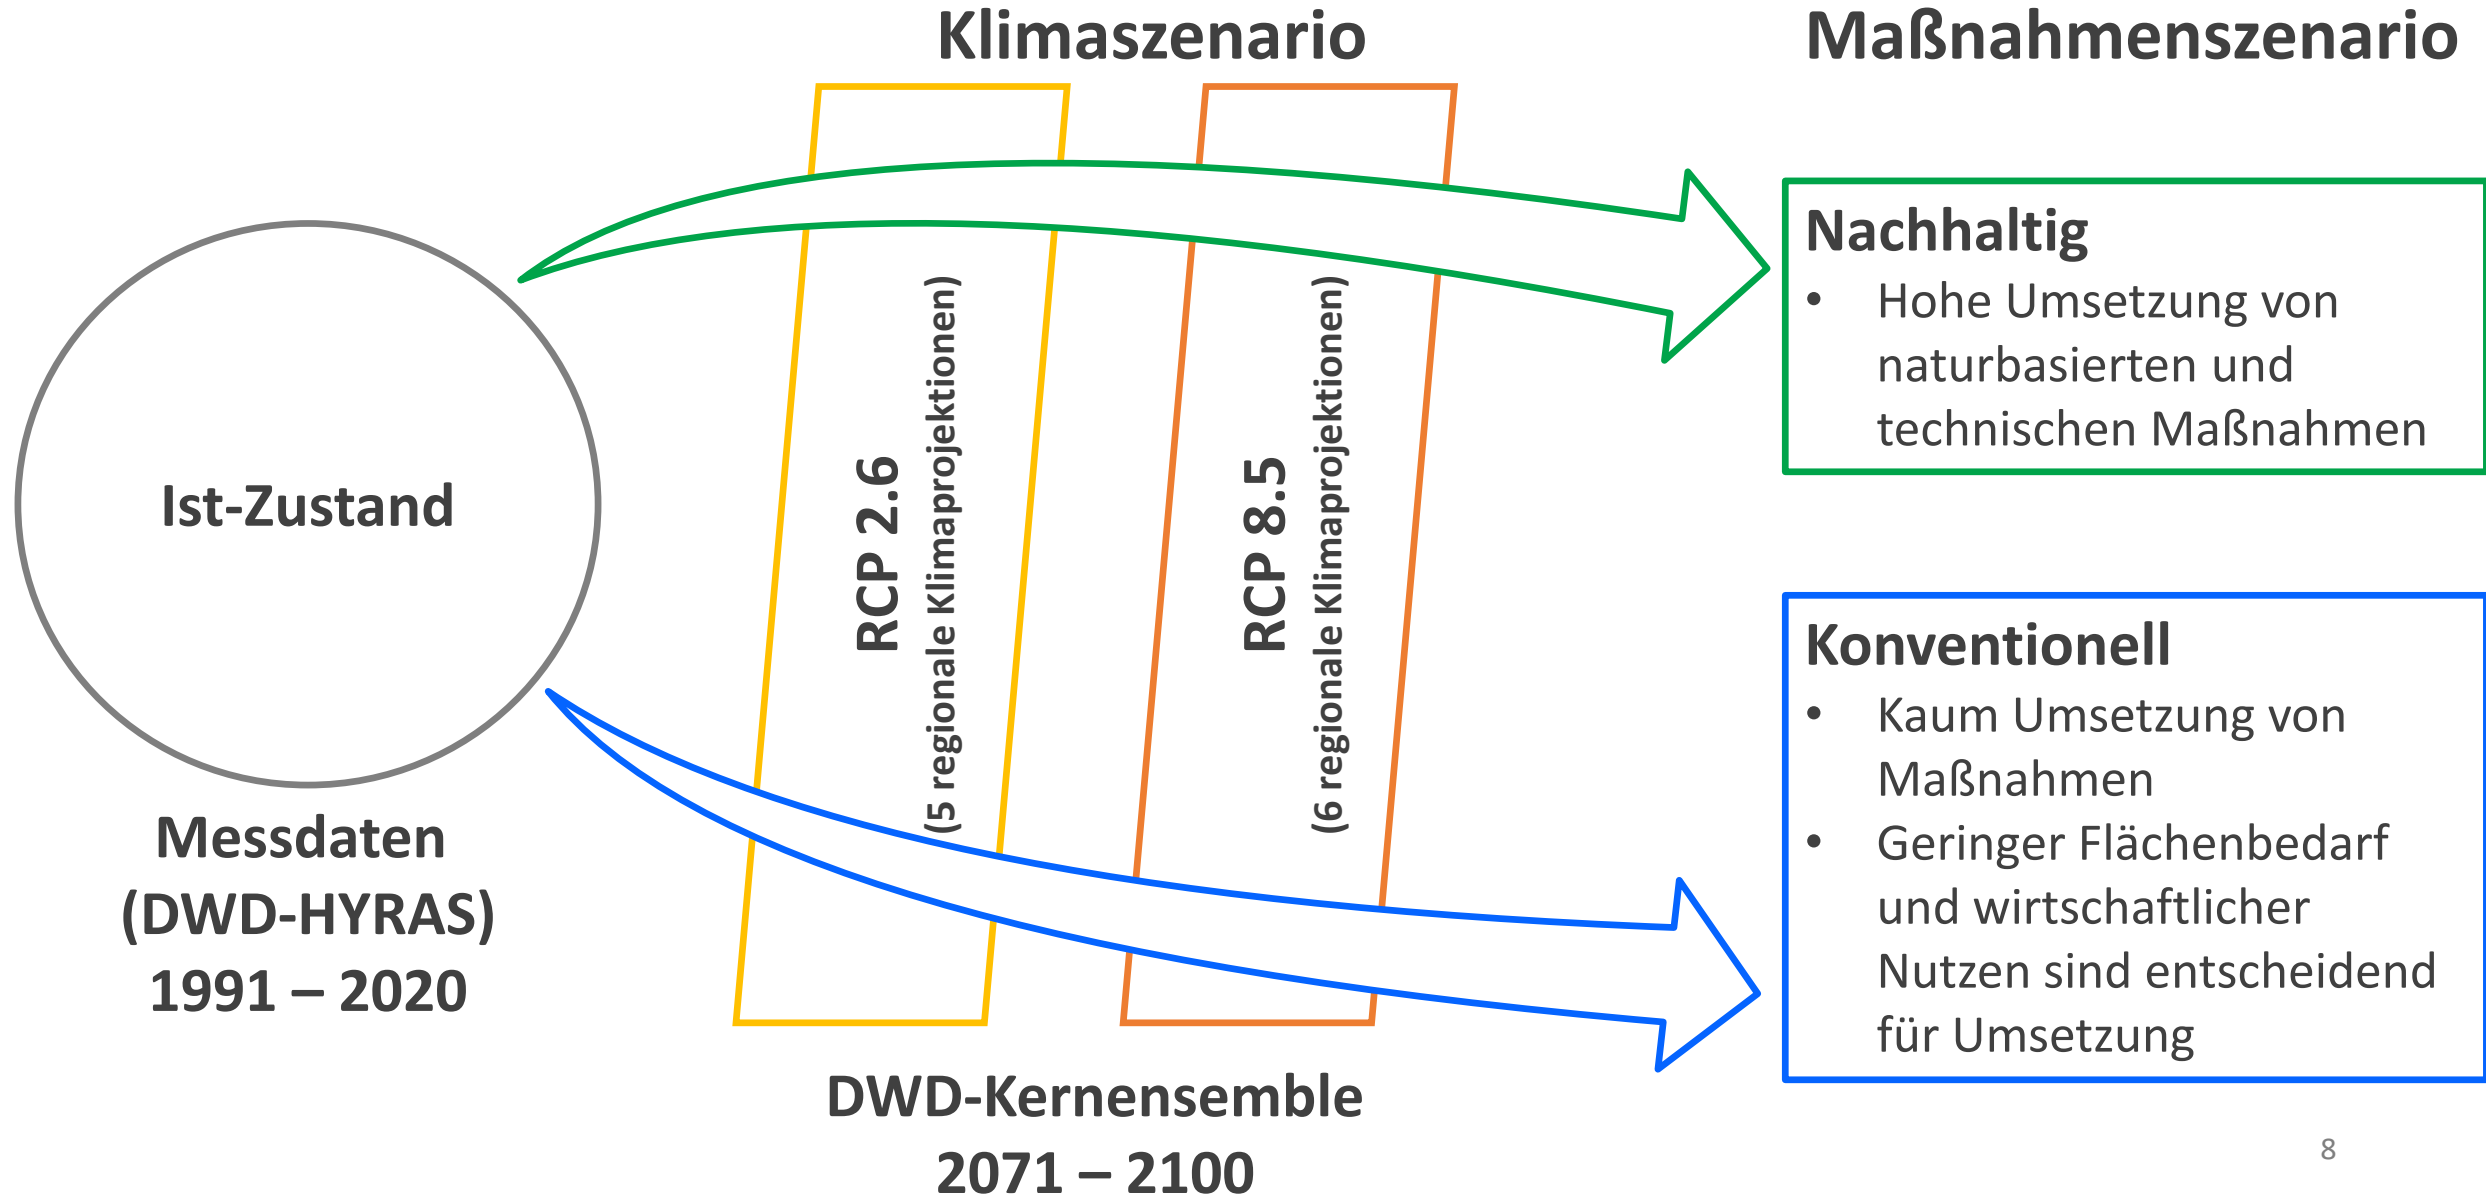 Klimaszenario
Maßnahmenszenario
Ist-Zustand
Messdaten
(DWD-HYRAS)
1991 – 2020
RCP 2.6
(5 regionale Klimaprojektionen)
RCP 8.5
(6 regionale Klimaprojektionen)
DWD-Kernensemble
2071 – 2100
Nachhaltig
• Hohe Umsetzung von
naturbasierten und
technischen Maßnahmen
Konventionell
• Kaum Umsetzung von
Maßnahmen
• Geringer Flächenbedarf
und wirtschaftlicher
Nutzen sind entscheidend
für Umsetzung
8